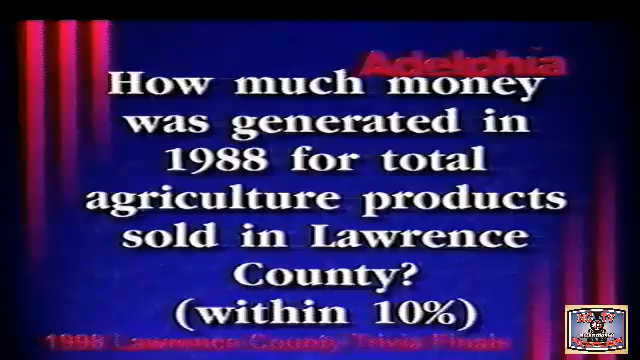 Adelphia
How much money
was generated in
1988 for total
agriculture products
sold in Lawrence
County?
(within 10%)
1998 Lawrence County Trivia Finals